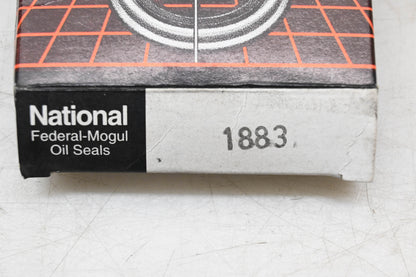 National
Federal-Mogul
Oil Seals
1883